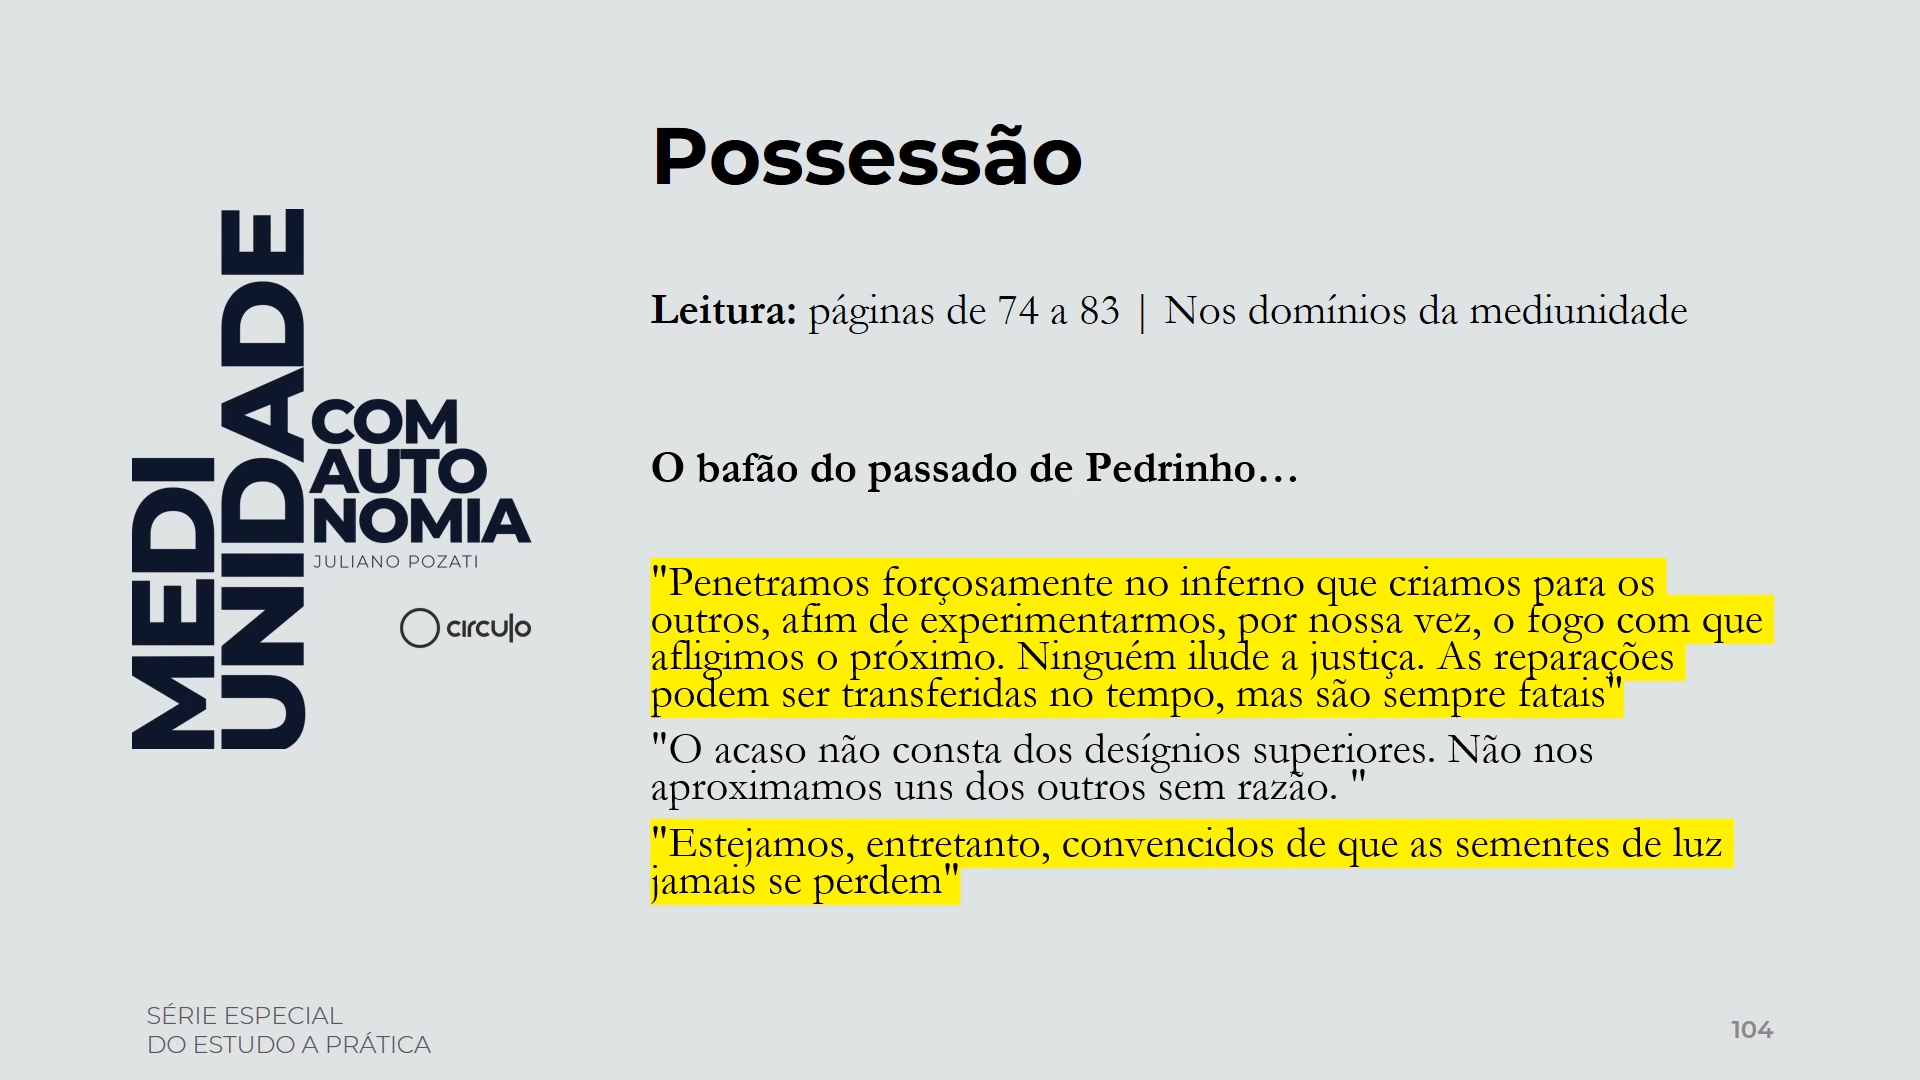 Possessão
Leitura: páginas de 74 a 83 | Nos domínios da mediunidade
O bafão do passado de Pedrinho…
"Penetramos forçosamente no inferno que criamos para os
outros, afim de experimentarmos, por nossa vez, o fogo com que
afligimos o próximo. Ninguém ilude a justiça. As reparações
podem ser transferidas no tempo, mas são sempre fatais"
"O acaso não consta dos desígnios superiores. Não nos
aproximamos uns dos outros sem razão. "
"Estejamos, entretanto, convencidos de que as sementes de luz
jamais se perdem"
MEDI
UNIDADE
COM
AUTO
NOMIA
JULIANO POZATI
circulo
SÉRIE ESPECIAL
DO ESTUDO A PRÁTICA
104